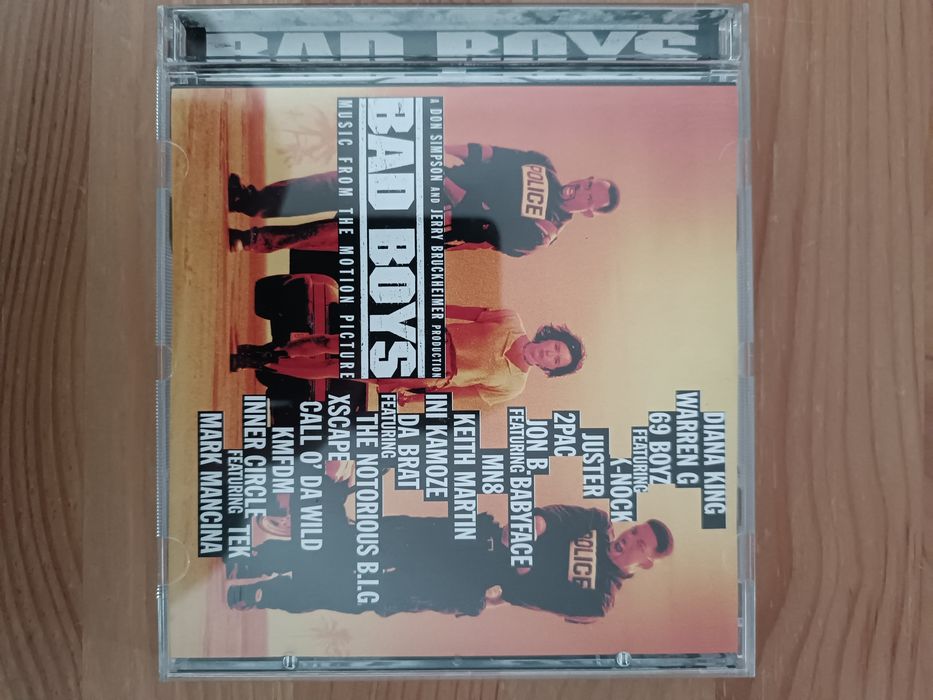 BAD BOYS
DIANA KING
WARREN G
69 BOYZ
FEATURING
K-NOCK
JUSTER
2PAC
JON B.
FEATURING BABYFACE
MN8
KEITH MARTIN
INI KAMOZE
DA BRAT
FEATURING
THE NOTORIOUS B.I.G
XSCAPE
CALL O' DA WILD
KMFDM
INNER CIRCLE
FEATURING TEK
MARK MANCINA
POLICE
POLICE
A DON SIMPSON AND JERRY BRUCKHEIMER PRODUCTION
BAD BOYS
MUSIC FROM THE MOTION PICTURE